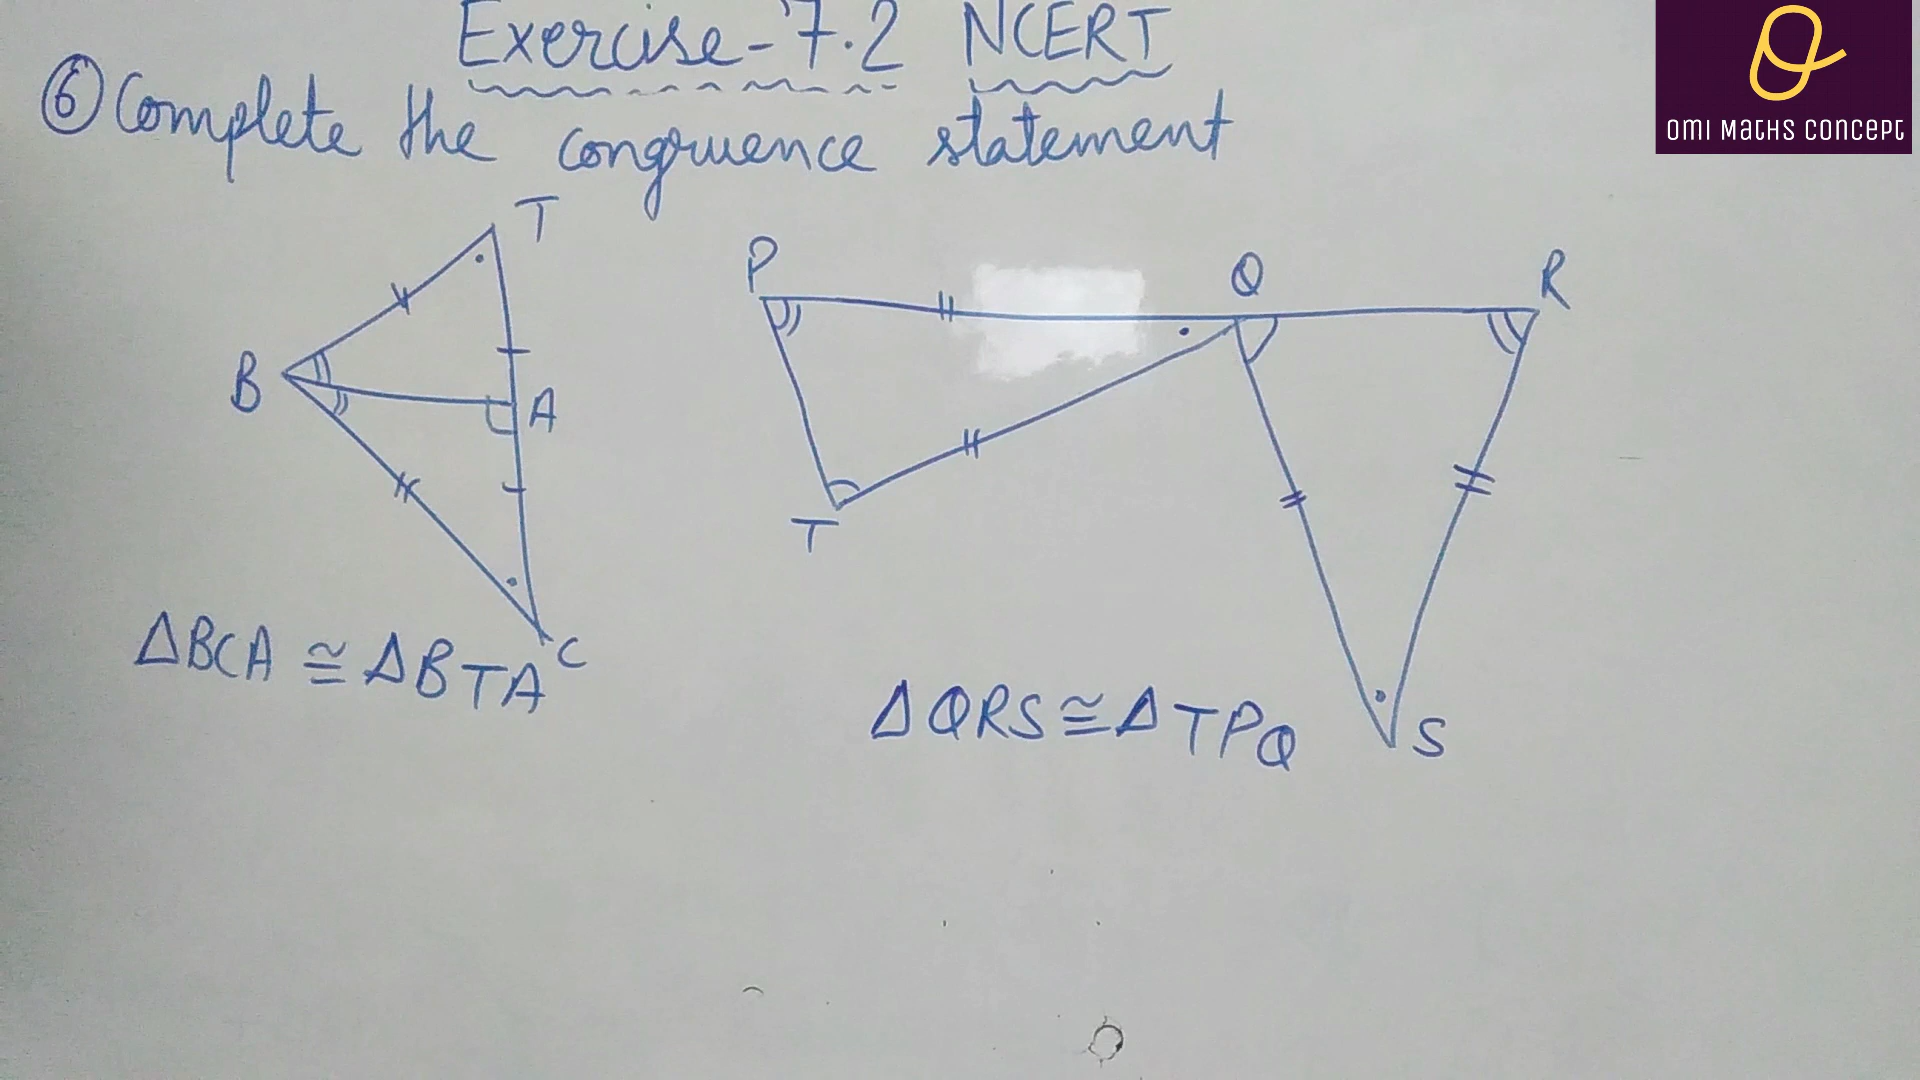 Exercise-7.2 NCERT
OMI MATHS CONCEPT
⑥ Complete the congruence statement
T
P
Q
R
B
A
T
C
ΔBCA ≅ ΔBTA
ΔQRS ≅ ΔTPQ
S